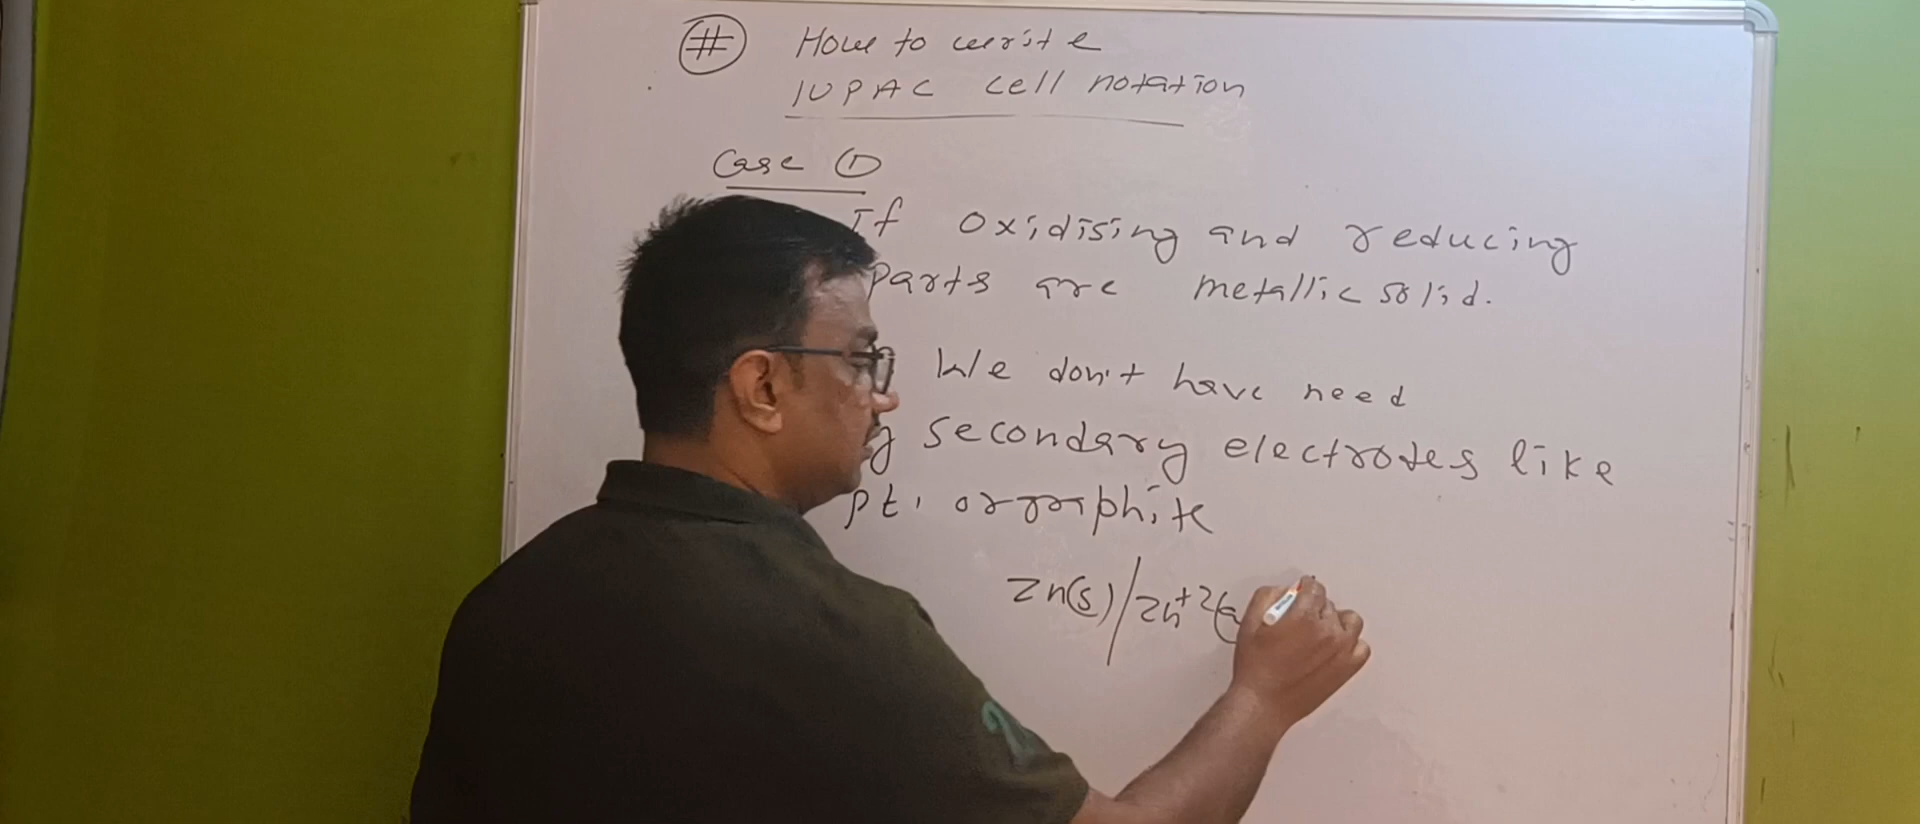 # How to write
IUPAC cell notation
Case ①
If oxidising and reducing
parts are metallic solid.
We don't have need
secondary electrodes like
pt. or graphite
Zn(s)/Zn+2(a